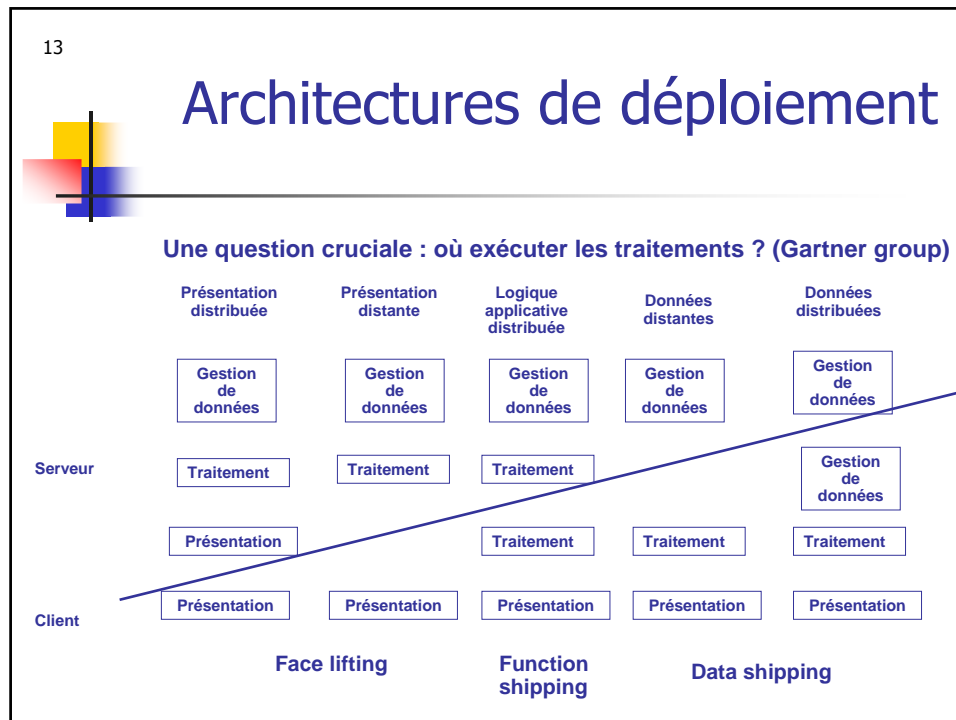 13
Architectures de déploiement
Une question cruciale : où exécuter les traitements ? (Gartner group)
Présentation
distribuée
Présentation
distante
Logique
applicative
distribuée
Données
distantes
Données
distribuées
Gestion
de
données
Gestion
de
données
Gestion
de
données
Gestion
de
données
Gestion
de
données
Serveur
Traitement
Traitement
Traitement
Gestion
de
données
Présentation
Traitement
Traitement
Traitement
Client
Présentation
Présentation
Présentation
Présentation
Présentation
Face lifting
Function
shipping
Data shipping